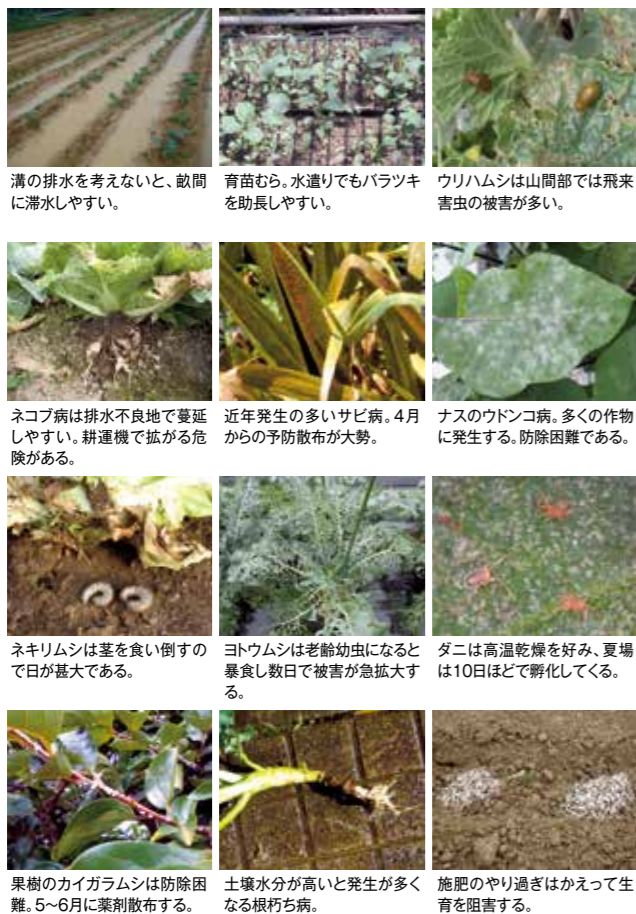 溝の排水を考えないと、畝間
に滞水しやすい。
育苗むら。水遣りでもバラツキ
を助長しやすい。
ウリハムシは山間部では飛来
害虫の被害が多い。
ネコブ病は排水不良地で蔓延
しやすい。耕運機で拡がる危
険がある。
近年発生の多いサビ病。4月
からの予防散布が大勢。
ナスのウドンコ病。多くの作物
に発生する。防除困難である。
ネキリムシは茎を食い倒すの
で日が甚大である。
ヨトウムシは老齢幼虫になると
暴食し数日で被害が急拡大す
る。
ダニは高温乾燥を好み、夏場
は10日ほどで孵化してくる。
果樹のカイガラムシは防除困
難。5〜6月に薬剤散布する。
土壌水分が高いと発生が多く
なる根朽ち病。
施肥のやり過ぎはかえって生
育を阻害する。